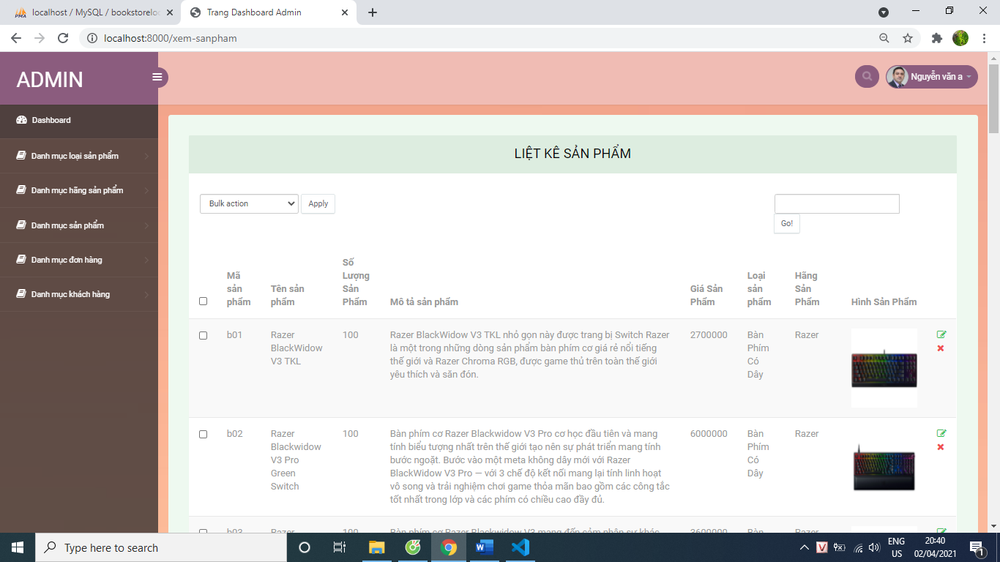 localhost / MySQL / bookstorelo
Trang Dashboard Admin
localhost:8000/xem-sanpham
ADMIN
Nguyễn văn a
Dashboard
Danh mục loại sản phẩm
Danh mục hãng sản phẩm
Danh mục sản phẩm
Danh mục đơn hàng
Danh mục khách hàng
LIỆT KÊ SẢN PHẨM
Bulk action
Apply
Go!
Mã
sản
phẩm
Tên sản
phẩm
Số
Lượng
Sản
Phẩm
Mô tả sản phẩm
Giá Sản
Phẩm
Loại
sản
phẩm
Hãng
Sản
Phẩm
Hình Sản Phẩm
b01
Razer
BlackWidow
V3 TKL
100
Razer BlackWidow V3 TKL nhỏ gọn này được trang bị Switch Razer
là một trong những dòng sản phẩm bàn phím cơ giá rẻ nổi tiếng
thế giới và Razer Chroma RGB, được game thủ trên toàn thế giới
yêu thích và săn đón.
2700000
Bàn
Phím
Có
Dây
Razer
b02
Razer
Blackwidow
V3 Pro
Green
Switch
100
Bàn phím cơ Razer Blackwidow V3 Pro cơ học đầu tiên và mang
tính biểu tượng nhất trên thế giới tạo nên sự phát triển mang tính
bước ngoặt. Bước vào một meta không dây mới với Razer
BlackWidow V3 Pro — với 3 chế độ kết nối mang lại tính linh hoạt
vô song và trải nghiệm chơi game thỏa mãn bao gồm các công tắc
tốt nhất trong lớp và các phím có chiều cao đầy đủ.
6000000
Bàn
Phím
Có
Dây
Razer
b03
Razer
100
Bàn phím cơ Razer Blackwidow V3 mang đến cảm nhận sự khác
3600000
Bàn
Razer
Type here to search
ENG
US
20:40
02/04/2021
1